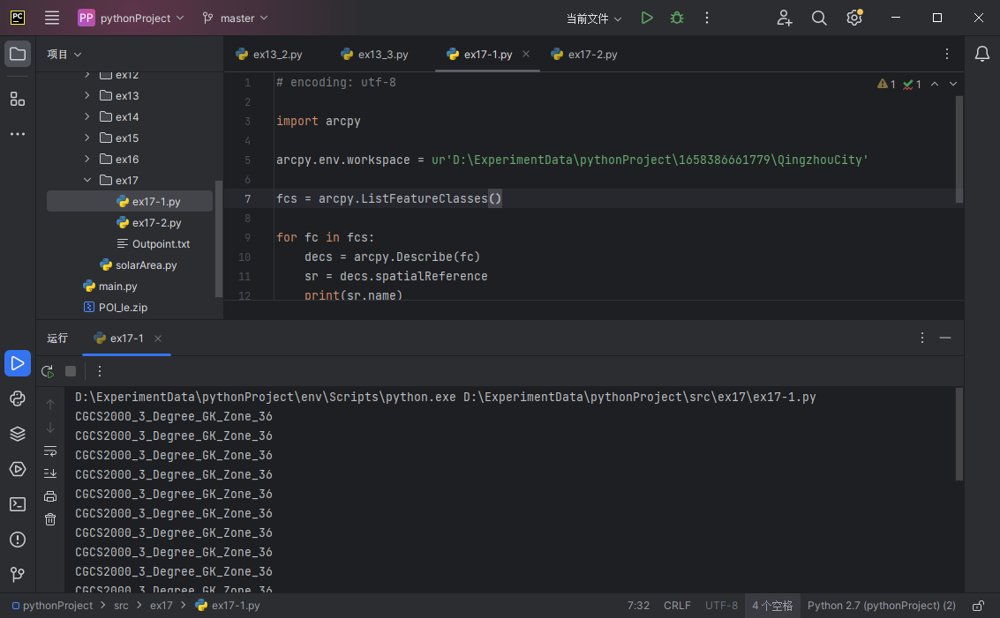 PC
PP pythonProject master 当前文件
项目
ex13_2.py ex13_3.py ex17-1.py ex17-2.py
ex12
ex13
ex14
ex15
ex16
ex17
ex17-1.py
ex17-2.py
Outpoint.txt
solarArea.py
main.py
POI_le.zip
1 # encoding: utf-8
2
3 import arcpy
4
5 arcpy.env.workspace = ur'D:\ExperimentData\pythonProject\1658386661779\QingzhouCity'
6
7 fcs = arcpy.ListFeatureClasses()
8
9 for fc in fcs:
10 decs = arcpy.Describe(fc)
11 sr = decs.spatialReference
12 print(sr.name)
1 1
运行 ex17-1
D:\ExperimentData\pythonProject\env\Scripts\python.exe D:\ExperimentData\pythonProject\src\ex17\ex17-1.py
CGCS2000_3_Degree_GK_Zone_36
CGCS2000_3_Degree_GK_Zone_36
CGCS2000_3_Degree_GK_Zone_36
CGCS2000_3_Degree_GK_Zone_36
CGCS2000_3_Degree_GK_Zone_36
CGCS2000_3_Degree_GK_Zone_36
CGCS2000_3_Degree_GK_Zone_36
CGCS2000_3_Degree_GK_Zone_36
CGCS2000_3_Degree_GK_Zone_36
CGCS2000_3_Degree_GK_Zone_36
pythonProject > src > ex17 > ex17-1.py 7:32 CRLF UTF-8 4 个空格 Python 2.7 (pythonProject) (2)